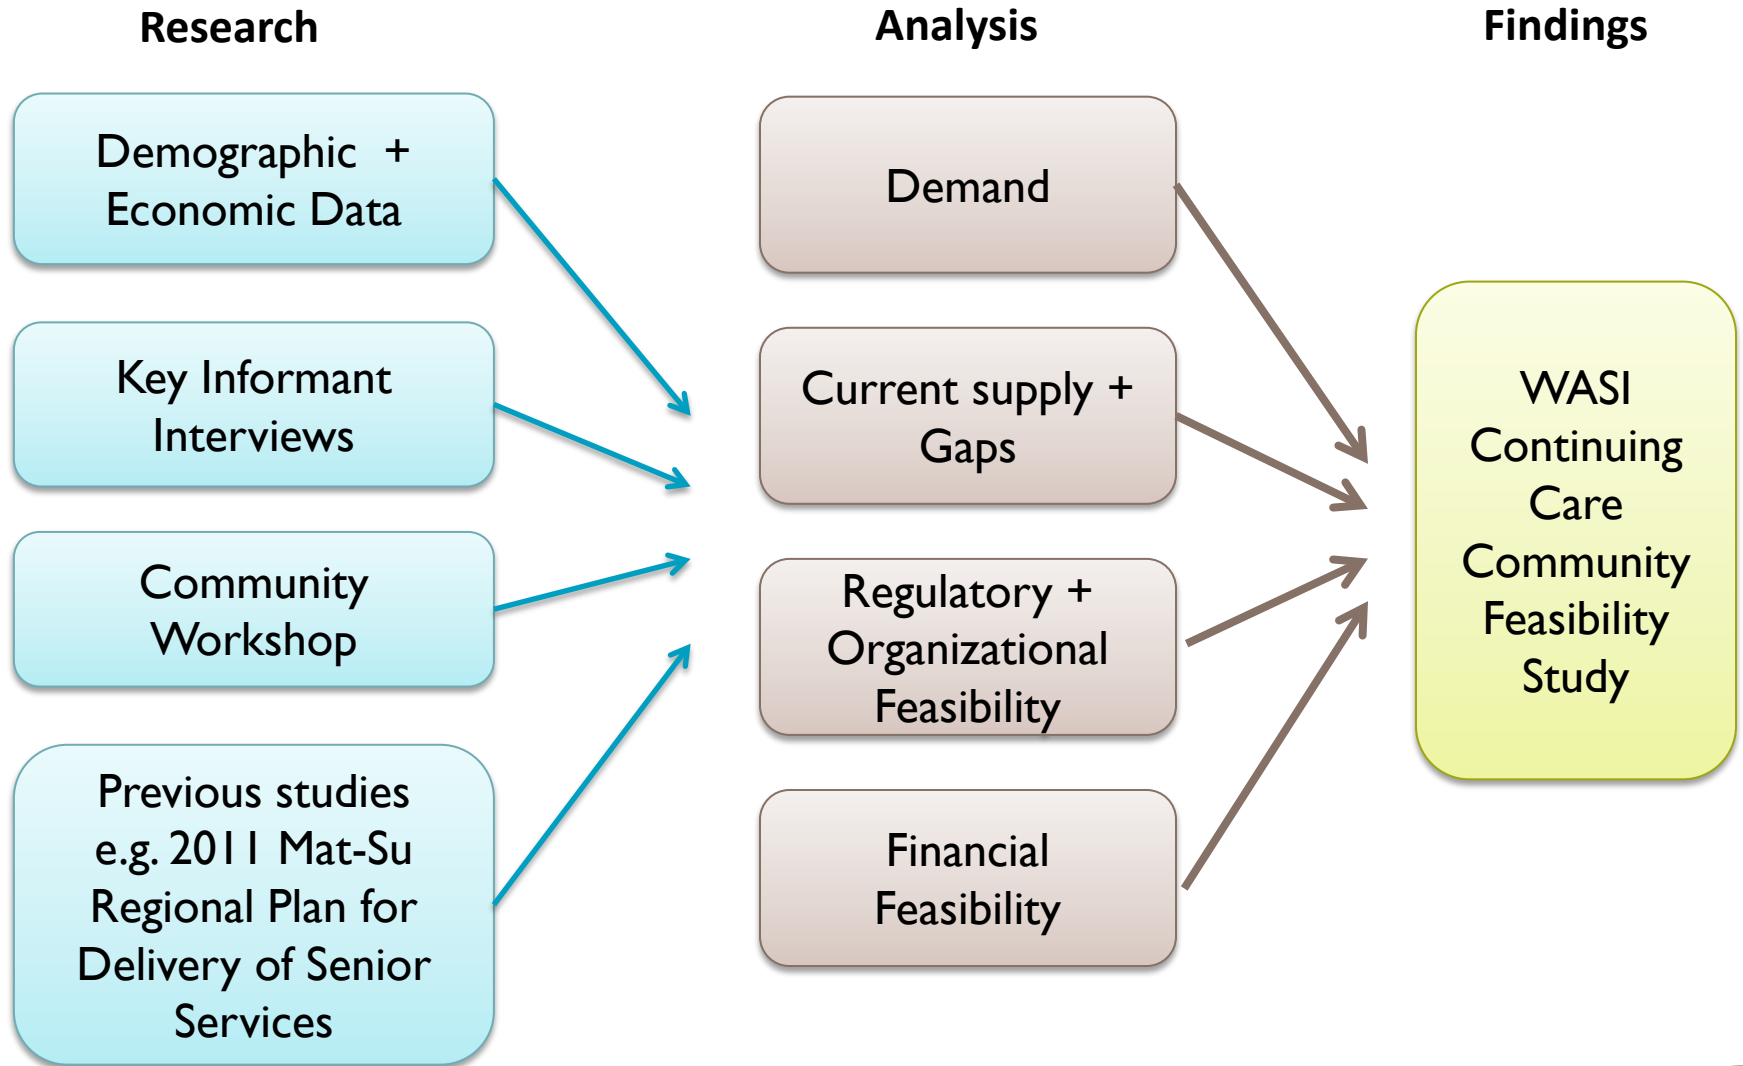 Research
Demographic + 
Economic Data
Key Informant
Interviews
Community
Workshop
Previous studies
e.g. 2011 Mat-Su
Regional Plan for
Delivery of Senior
Services
Analysis
Demand
Current supply +
Gaps
Regulatory +
Organizational
Feasibility
Financial
Feasibility
Findings
WASI
Continuing
Care
Community
Feasibility
Study